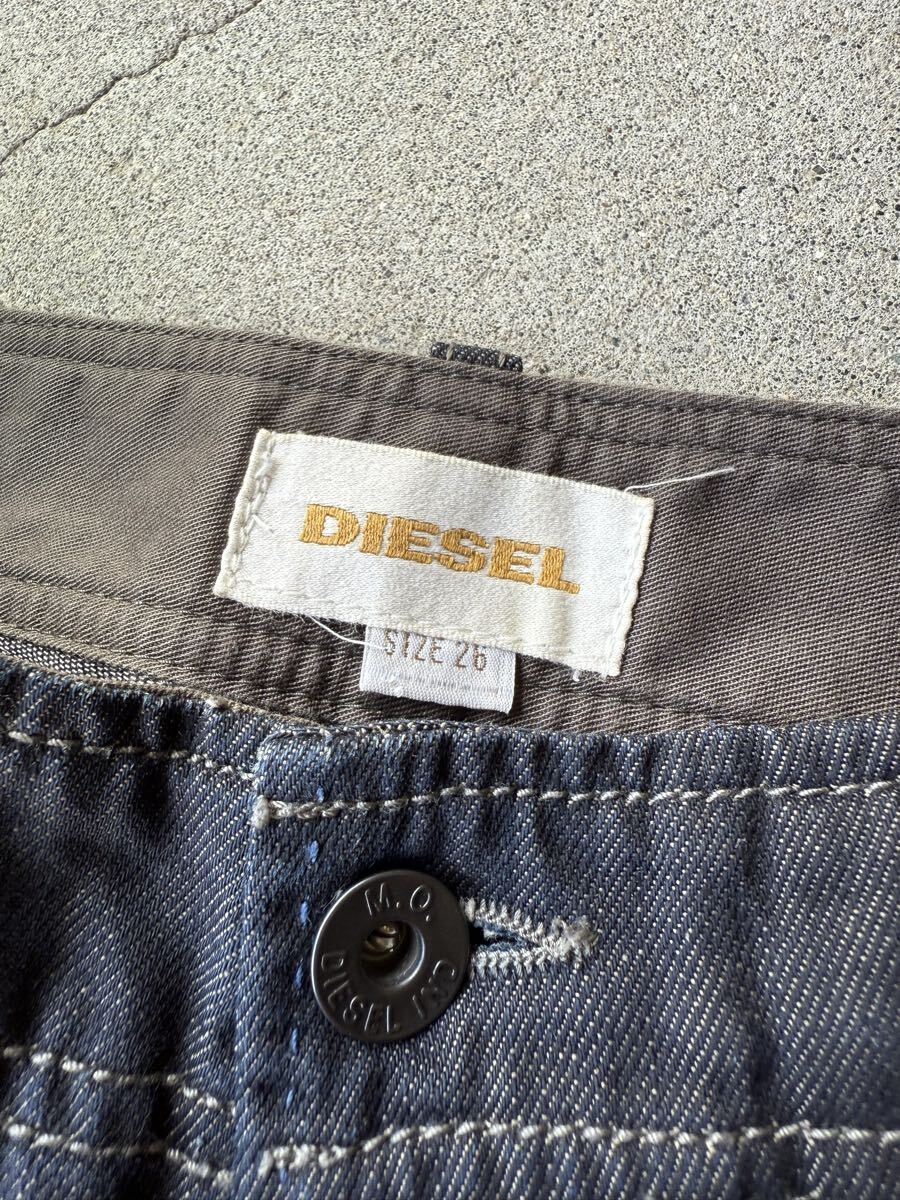 DIESEL
SIZE 26
M.O.
DIESEL IND